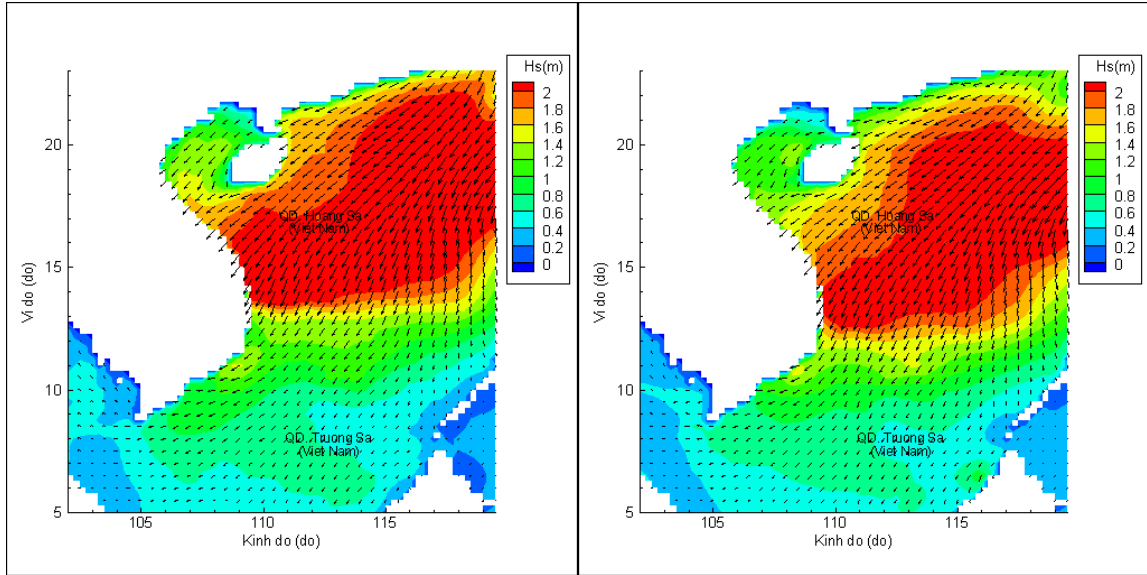 Hs(m)
2
1.8
1.6
1.4
1.2
1
0.8
0.6
0.4
0.2
0
20
15
10
5
Vi do (do)
QD. Hoang Sa
(Viet Nam)
QD. Truong Sa
(Viet Nam)
105 110 115
Kinh do (do)
Hs(m)
2
1.8
1.6
1.4
1.2
1
0.8
0.6
0.4
0.2
0
20
15
10
5
Vi do (do)
QD. Hoang Sa
(Viet Nam)
QD. Truong Sa
(Viet Nam)
105 110 115
Kinh do (do)